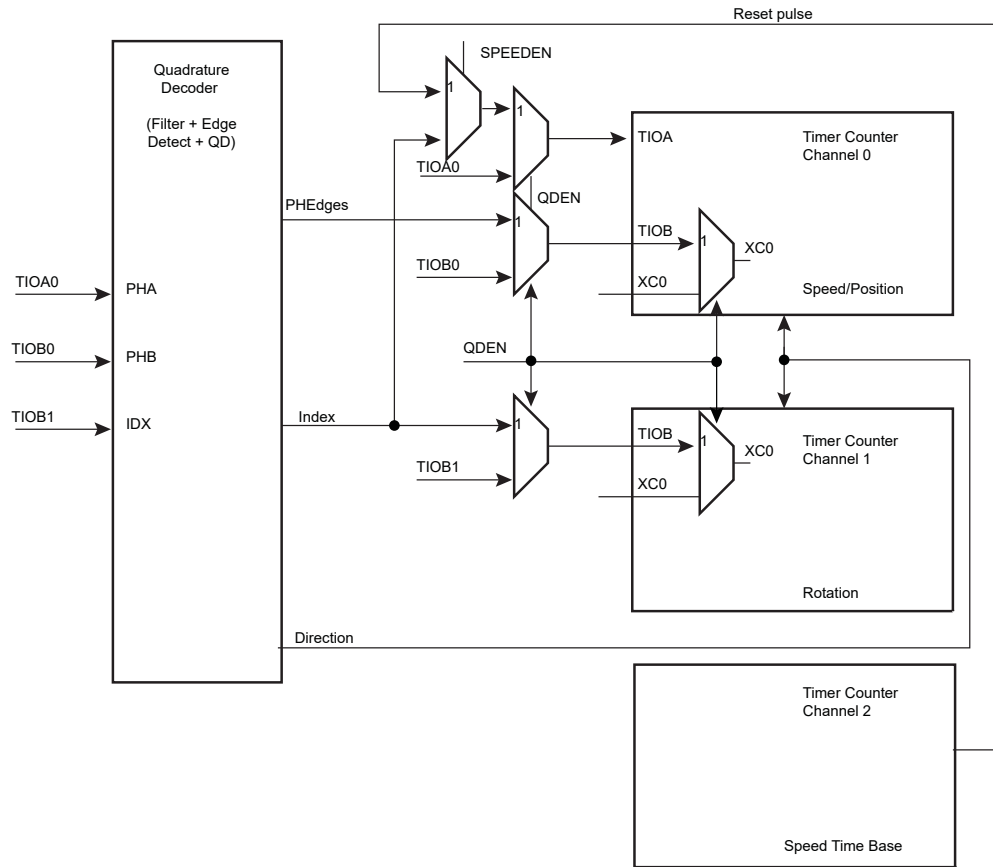 Reset pulse
SPEEDEN
Quadrature
Decoder
(Filter + Edge
Detect + QD)
1
1
TIOA
Timer Counter
Channel 0
TIOA0
QDEN
PHEdges
1
TIOB
1
XC0
TIOB0
XC0
Speed/Position
TIOA0
PHA
TIOB0
PHB
QDEN
TIOB1
IDX
Index
1
TIOB
1
XC0
Timer Counter
Channel 1
TIOB1
XC0
Rotation
Direction
Timer Counter
Channel 2
Speed Time Base